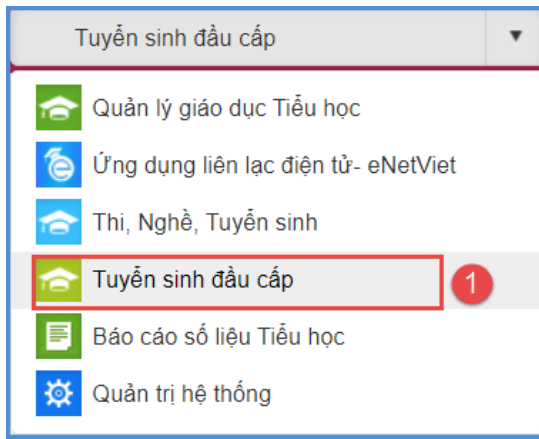 Tuyển sinh đầu cấp
Quản lý giáo dục Tiểu học
Ứng dụng liên lạc điện tử- eNetViet
Thi, Nghề, Tuyển sinh
Tuyển sinh đầu cấp 1
Báo cáo số liệu Tiểu học
Quản trị hệ thống